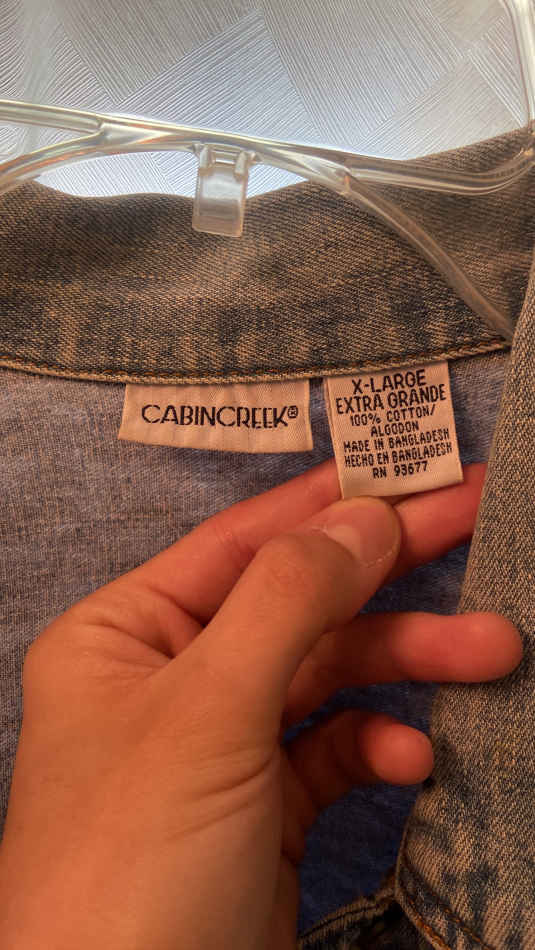 CABINCREEK®
X-LARGE
EXTRA GRANDE
100% COTTON/
ALGODON
MADE IN BANGLADESH
HECHO EN BANGLADESH
RN 93677